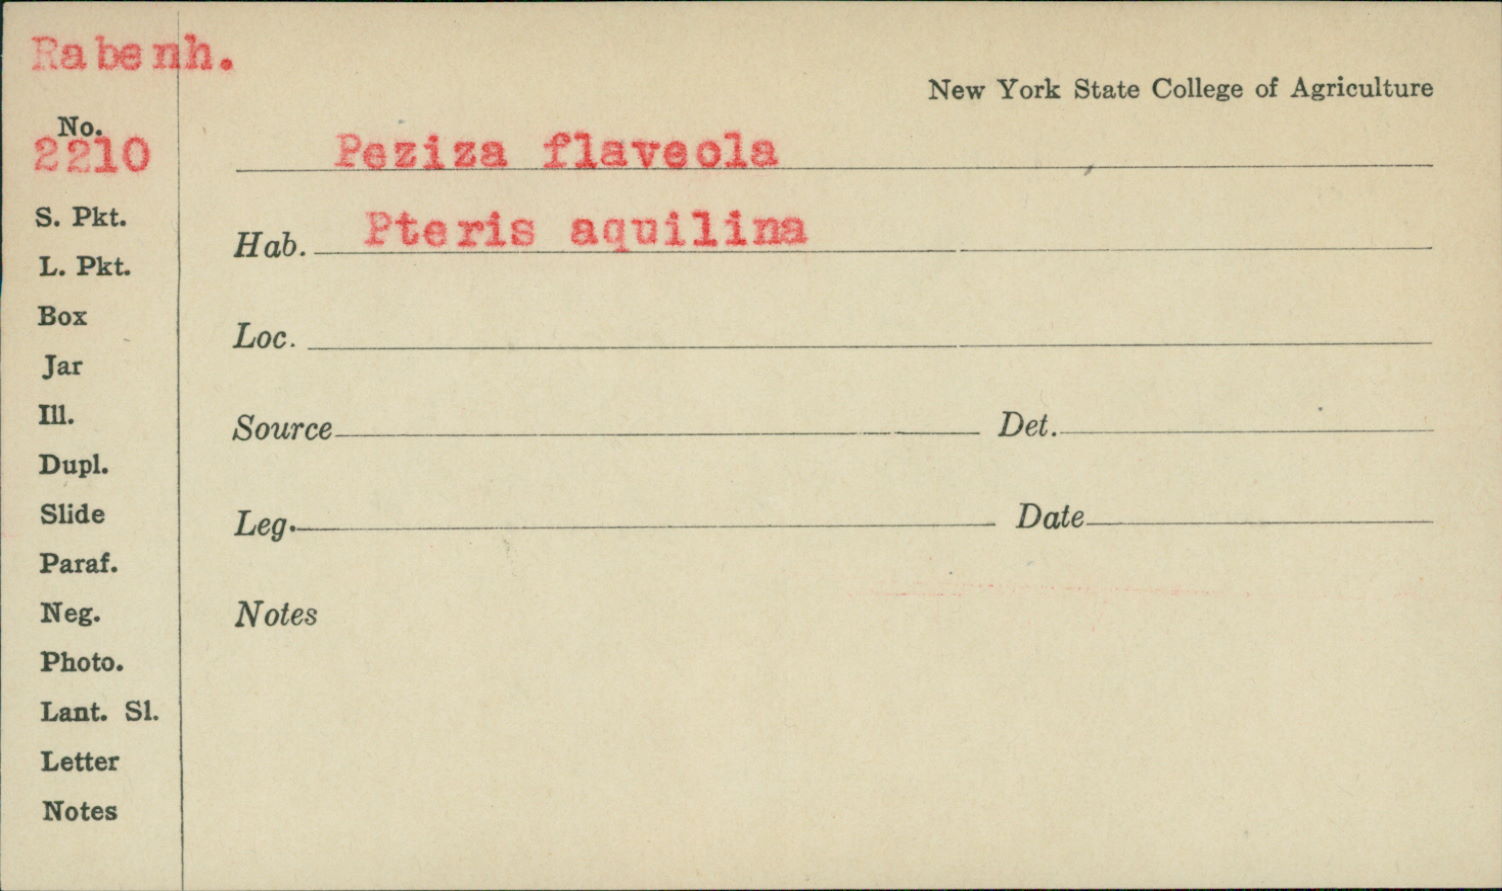 Rabenh.
New York State College of Agriculture
No.
2210
Peziza flaveola
S. Pkt.
Hab. Pteris aquilina
L. Pkt.
Box
Loc.
Jar
Ill.
Source Det.
Dupl.
Slide
Leg. Date
Paraf.
Neg.
Notes
Photo.
Lant. Sl.
Letter
Notes